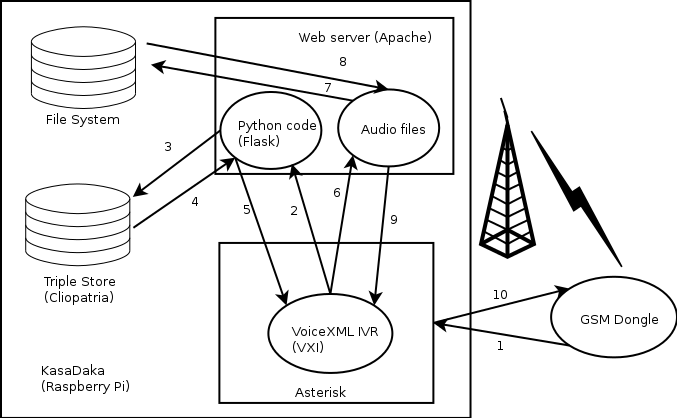 Web server (Apache)
8
7
File System
Python code
(Flask)
Audio files
3
4
5
2
6
9
Triple Store
(Cliopatria)
10
GSM Dongle
1
VoiceXML IVR
(VXI)
KasaDaka
(Raspberry Pi)
Asterisk